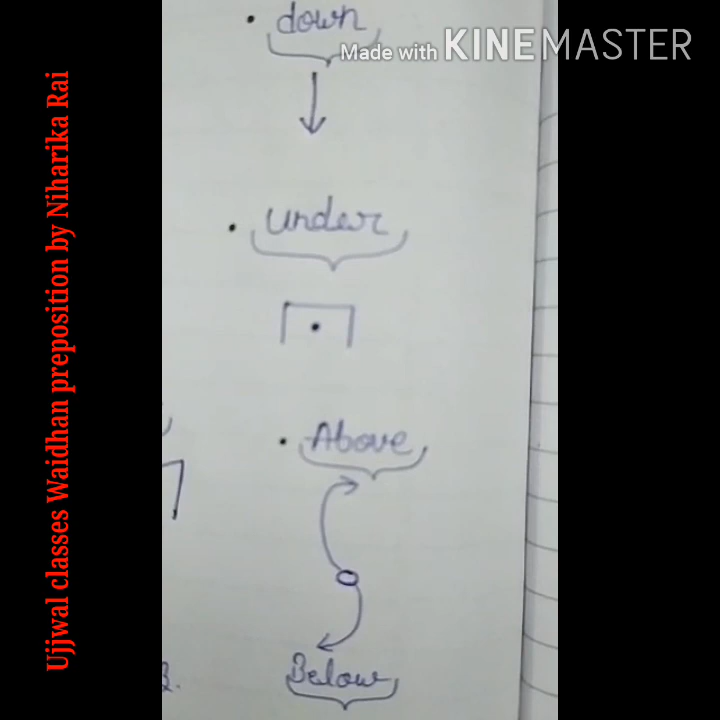 down
Made with KINEMASTER
under
Above
Below
Ujjwal classes Waidhan preposition by Niharika Rai